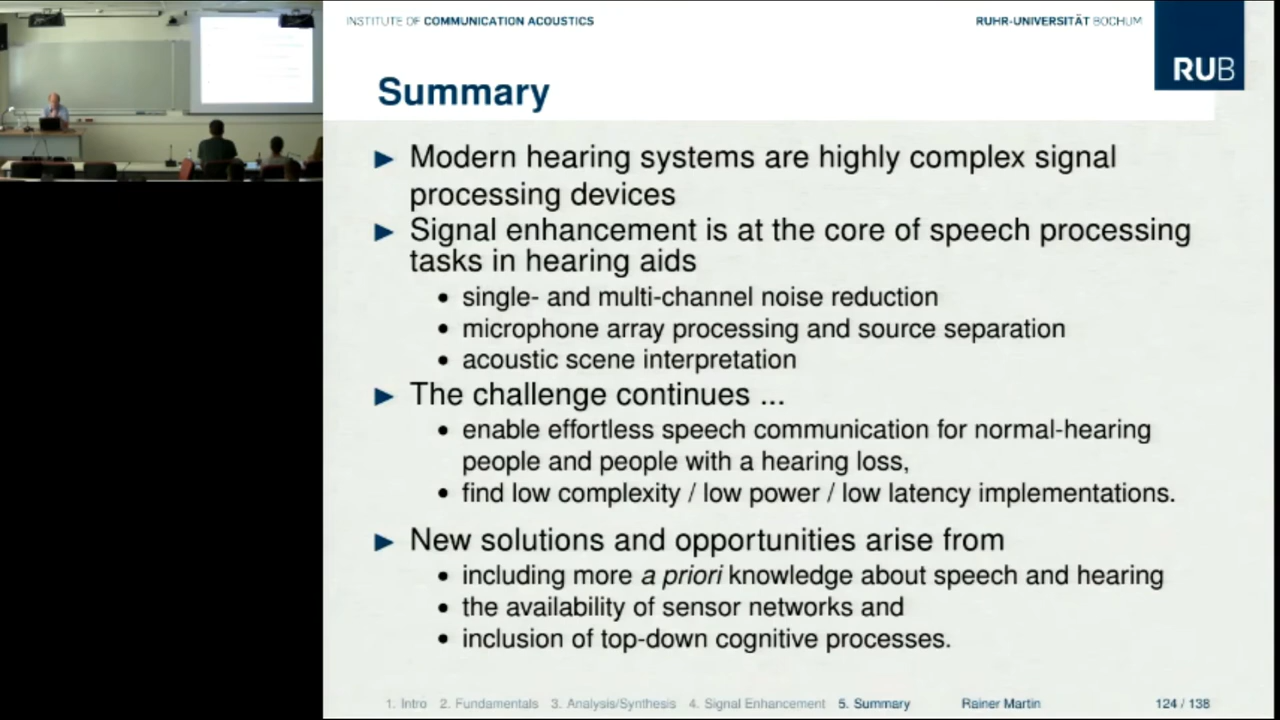 INSTITUTE OF COMMUNICATION ACOUSTICS
RUHR-UNIVERSITÄT BOCHUM
RUB
Summary
► Modern hearing systems are highly complex signal
processing devices
► Signal enhancement is at the core of speech processing
tasks in hearing aids
• single- and multi-channel noise reduction
• microphone array processing and source separation
• acoustic scene interpretation
► The challenge continues ...
• enable effortless speech communication for normal-hearing
people and people with a hearing loss,
• find low complexity / low power / low latency implementations.
► New solutions and opportunities arise from
• including more a priori knowledge about speech and hearing
• the availability of sensor networks and
• inclusion of top-down cognitive processes.
1. Intro 2. Fundamentals 3. Analysis/Synthesis 4. Signal Enhancement 5. Summary Rainer Martin 124 / 138